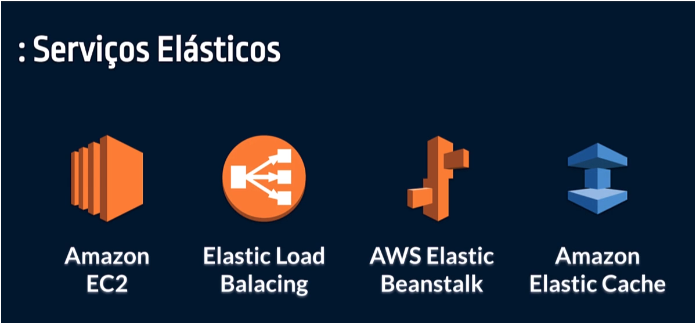 : Serviços Elásticos
Amazon
EC2
Elastic Load
Balacing
AWS Elastic
Beanstalk
Amazon
Elastic Cache